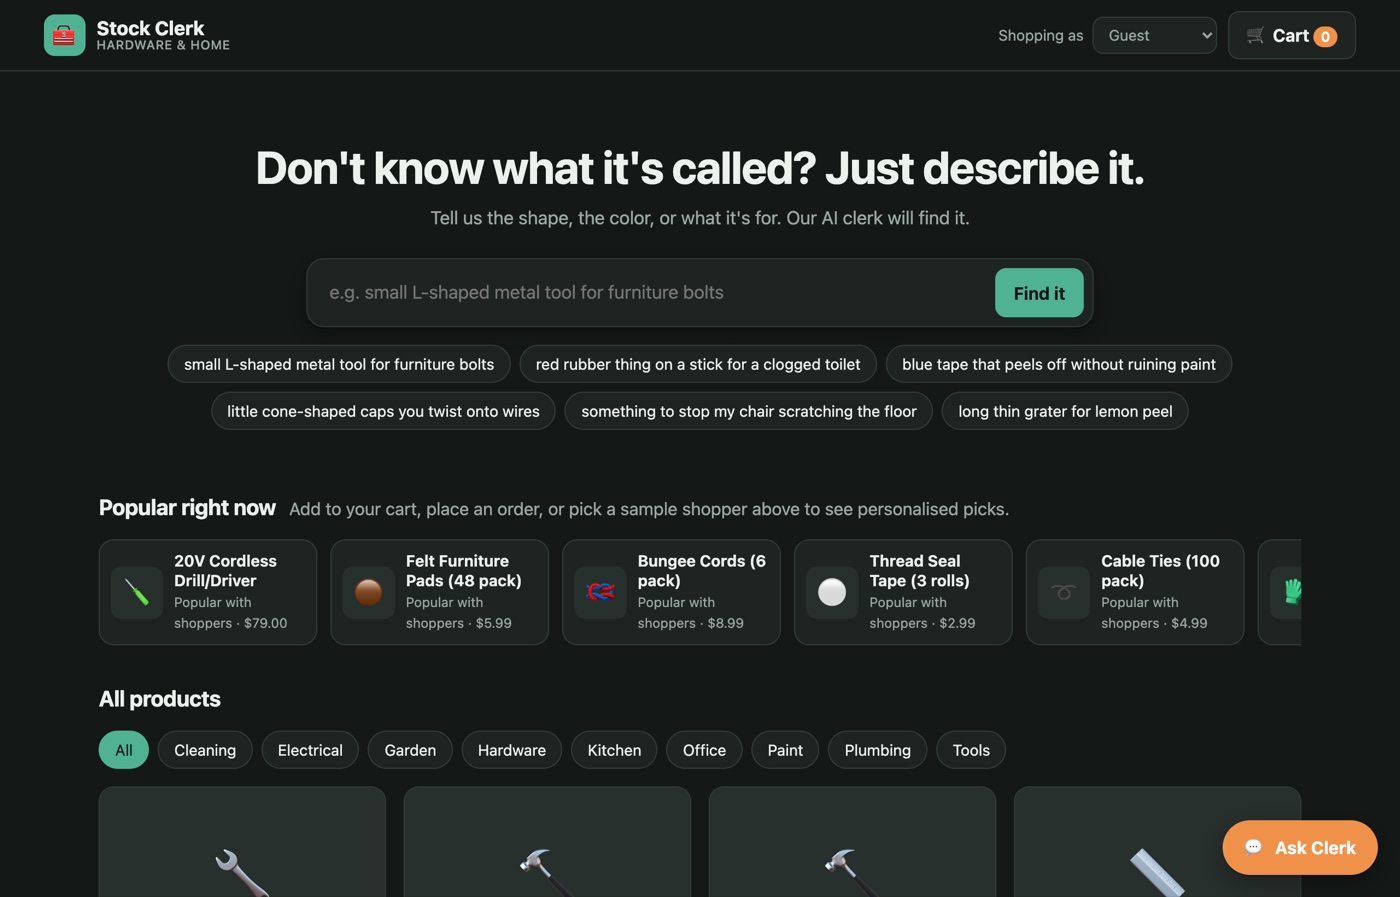 Stock Clerk
HARDWARE & HOME
Shopping as
Guest
Cart 0
Don't know what it's called? Just describe it.
Tell us the shape, the color, or what it's for. Our AI clerk will find it.
e.g. small L-shaped metal tool for furniture bolts
Find it
small L-shaped metal tool for furniture bolts
red rubber thing on a stick for a clogged toilet
blue tape that peels off without ruining paint
little cone-shaped caps you twist onto wires
something to stop my chair scratching the floor
long thin grater for lemon peel
Popular right now
Add to your cart, place an order, or pick a sample shopper above to see personalised picks.
20V Cordless
Drill/Driver
Popular with
shoppers · $79.00
Felt Furniture
Pads (48 pack)
Popular with
shoppers · $5.99
Bungee Cords (6
pack)
Popular with
shoppers · $8.99
Thread Seal
Tape (3 rolls)
Popular with
shoppers · $2.99
Cable Ties (100
pack)
Popular with
shoppers · $4.99
All products
All
Cleaning
Electrical
Garden
Hardware
Kitchen
Office
Paint
Plumbing
Tools
Ask Clerk